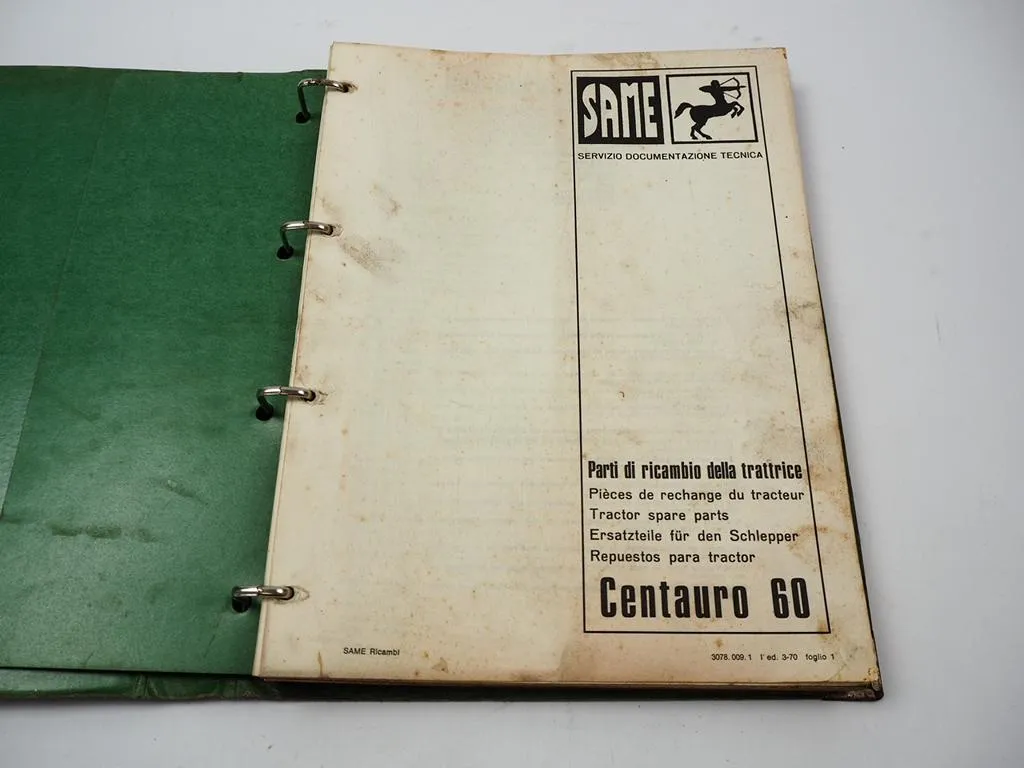 SAME
SERVIZIO DOCUMENTAZIONE TECNICA
Parti di ricambio della trattrice
Pièces de rechange du tracteur
Tractor spare parts
Ersatzteile für den Schlepper
Repuestos para tractor
Centauro 60
SAME Ricambi
3078.009.1 I' ed. 3-70 foglio 1